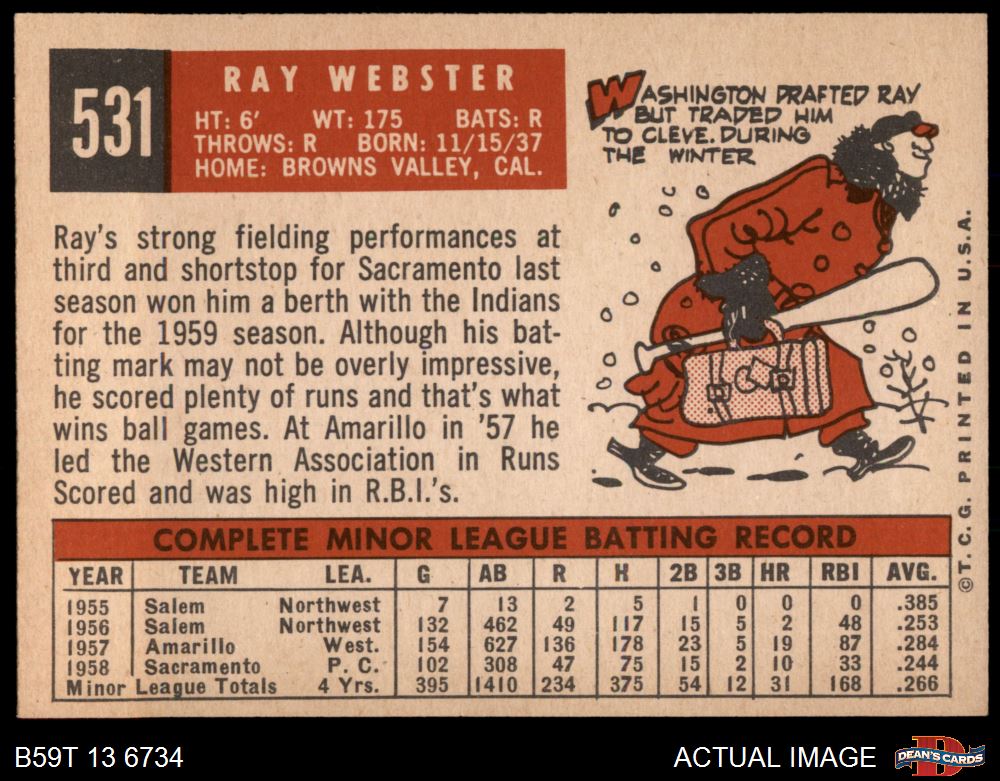 531
RAY WEBSTER
HT: 6' WT: 175 BATS: R
THROWS: R BORN: 11/15/37
HOME: BROWNS VALLEY, CAL.
WASHINGTON DRAFTED RAY
BUT TRADED HIM
TO CLEVE. DURING
THE WINTER
Ray's strong fielding performances at
third and shortstop for Sacramento last
season won him a berth with the Indians
for the 1959 season. Although his bat-
ting mark may not be overly impressive,
he scored plenty of runs and that's what
wins ball games. At Amarillo in '57 he
led the Western Association in Runs
Scored and was high in R.B.I.'s.
COMPLETE MINOR LEAGUE BATTING RECORD
YEAR TEAM LEA. G AB R H 2B 3B HR RBI AVG.
1955 Salem Northwest 7 13 2 5 1 0 0 0 .385
1956 Salem Northwest 132 462 49 117 15 5 2 48 .253
1957 Amarillo West. 154 627 136 178 23 5 19 87 .284
1958 Sacramento P. C. 102 308 47 75 15 2 10 33 .244
Minor League Totals 4 Yrs. 395 1410 234 375 54 12 31 168 .266
©T. C. G. PRINTED IN U.S.A.
B59T 13 6734
ACTUAL IMAGE
D
DEAN'S CARDS